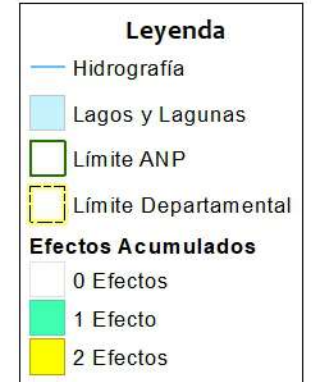 Leyenda
Hidrografía
Lagos y Lagunas
Límite ANP
Límite Departamental
Efectos Acumulados
0 Efectos
1 Efecto
2 Efectos